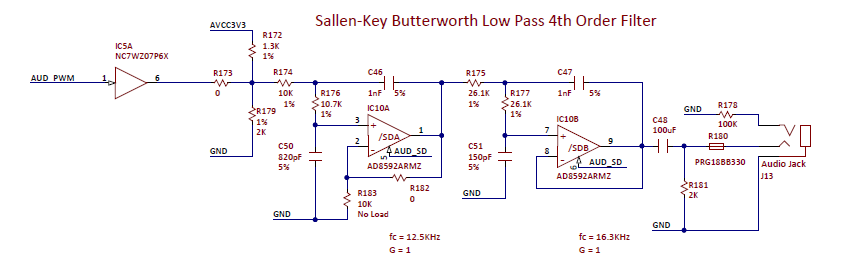 Sallen-Key Butterworth Low Pass 4th Order Filter
AVCC3V3
IC5A
NC7WZ07P6X
R172
1.3K
1%
AUD_PWM
1
6
R173
0
R174
10K
1%
C46
1nF
5%
R175
26.1K
1%
C47
1nF
5%
R176
10.7K
1%
R177
26.1K
1%
R179
1%
2K
IC10A
3
+
/SDA
1
2
-
5
AUD_SD
AD8592ARMZ
IC10B
7
+
/SDB
9
8
-
6
AUD_SD
AD8592ARMZ
C48
100uF
GND
R178
100K
R180
PRG18BB330
Audio Jack
J13
GND
C50
820pF
5%
C51
150pF
5%
GND
R182
0
R183
10K
No Load
GND
R181
2K
GND
fc = 12.5KHz
G = 1
fc = 16.3KHz
G = 1